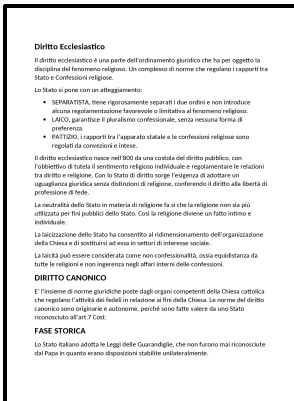 Diritto Ecclesiastico
Il diritto ecclesiastico è una parte dell'ordinamento giuridico che ha per oggetto la
disciplina del fenomeno religioso. Un complesso di norme che regolano i rapporti tra
Stato e Confessioni religiose.
Lo Stato si pone con un atteggiamento:
• SEPARATISTA, tiene rigorosamente separati i due ordini e non introduce
alcuna regolamentazione favorevole o limitativa al fenomeno religioso.
• LAICO, garantisce il pluralismo confessionale, senza nessuna forma di
preferenza.
• PATTIZIO, i rapporti tra l'apparato statale e le confessioni religiose sono
regolati da convezioni e intese.
Il diritto ecclesiastico nasce nell'800 da una costola del diritto pubblico, con
l'obbiettivo di tutela il sentimento religioso individuale e regolamentare le relazioni
tra diritto e religione. Con lo Stato di diritto sorge l'esigenza di adottare un
uguaglianza giuridica senza distinzioni di religione, conferendo il diritto alla libertà di
professione di fede.
La neutralità dello Stato in materia di religione fa sì che la religione non sia più
utilizzata per fini pubblici dello Stato. Così la religione diviene un fatto intimo e
individuale.
La laicizzazione dello Stato ha consentito al ridimensionamento dell'organizzazione
della Chiesa e di sostituirsi ad essa in settori di interesse sociale.
La laicità può essere considerata come non confessionalità, ossia equidistanza da
tutte le religioni e non ingerenza negli affari interni delle confessioni.
DIRITTO CANONICO
E' l'insieme di norme giuridiche poste dagli organi competenti della Chiesa cattolica
che regolano l'attività dei fedeli in relazione ai fini della Chiesa. Le norme del diritto
canonico sono originarie e autonome, perché sono fatte valere da uno Stato
riconosciuto all'art.7 Cost.
FASE STORICA
Lo Stato italiano adotta le Leggi delle Guarandigie, che non furono mai riconosciute
dal Papa in quanto erano disposizioni stabilite unilateralmente.